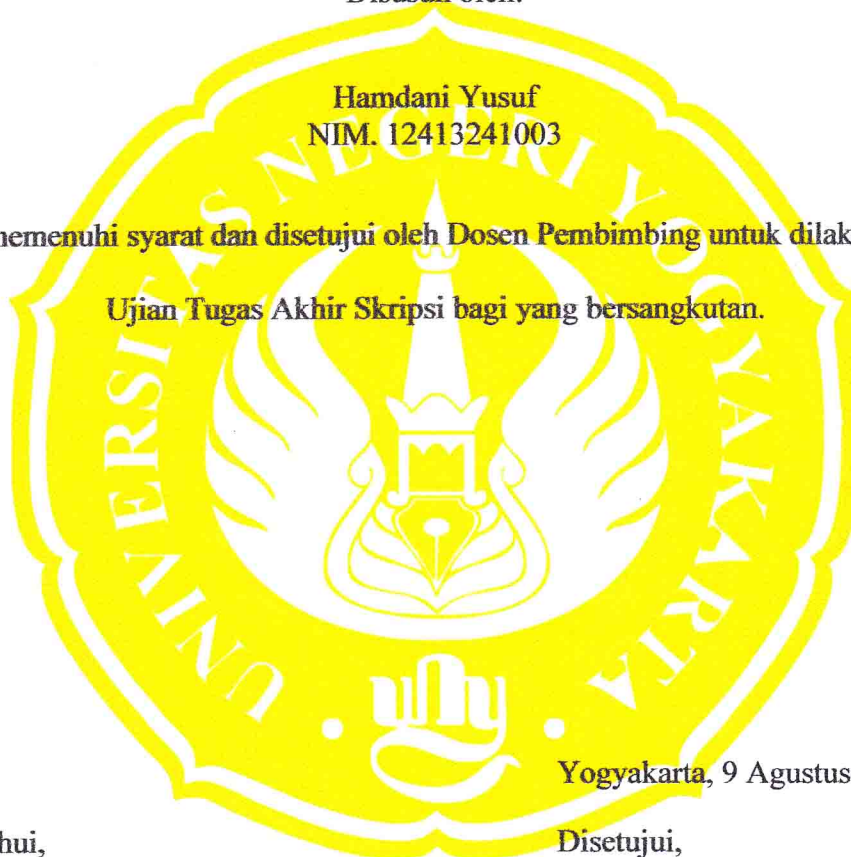 Disusun oleh:
Hamdani Yusuf
NIM. 12413241003
memenuhi syarat dan disetujui oleh Dosen Pembimbing untuk dilak
Ujian Tugas Akhir Skripsi bagi yang bersangkutan.
UNIVERSITAS NEGERI YOGYAKARTA
uny
Yogyakarta, 9 Agustus
hui,
Disetujui,